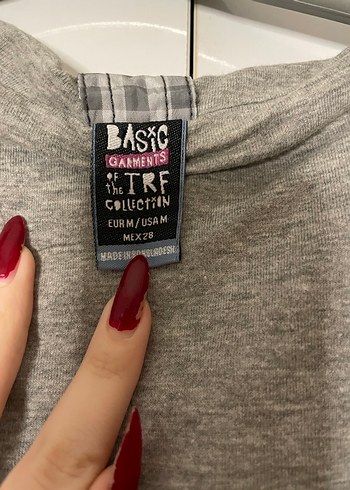 BASIC
GARMENTS
OF
THE TRF
COLLECTION
EUR M / USA M
MEX 28
MADE IN BANGLADESH